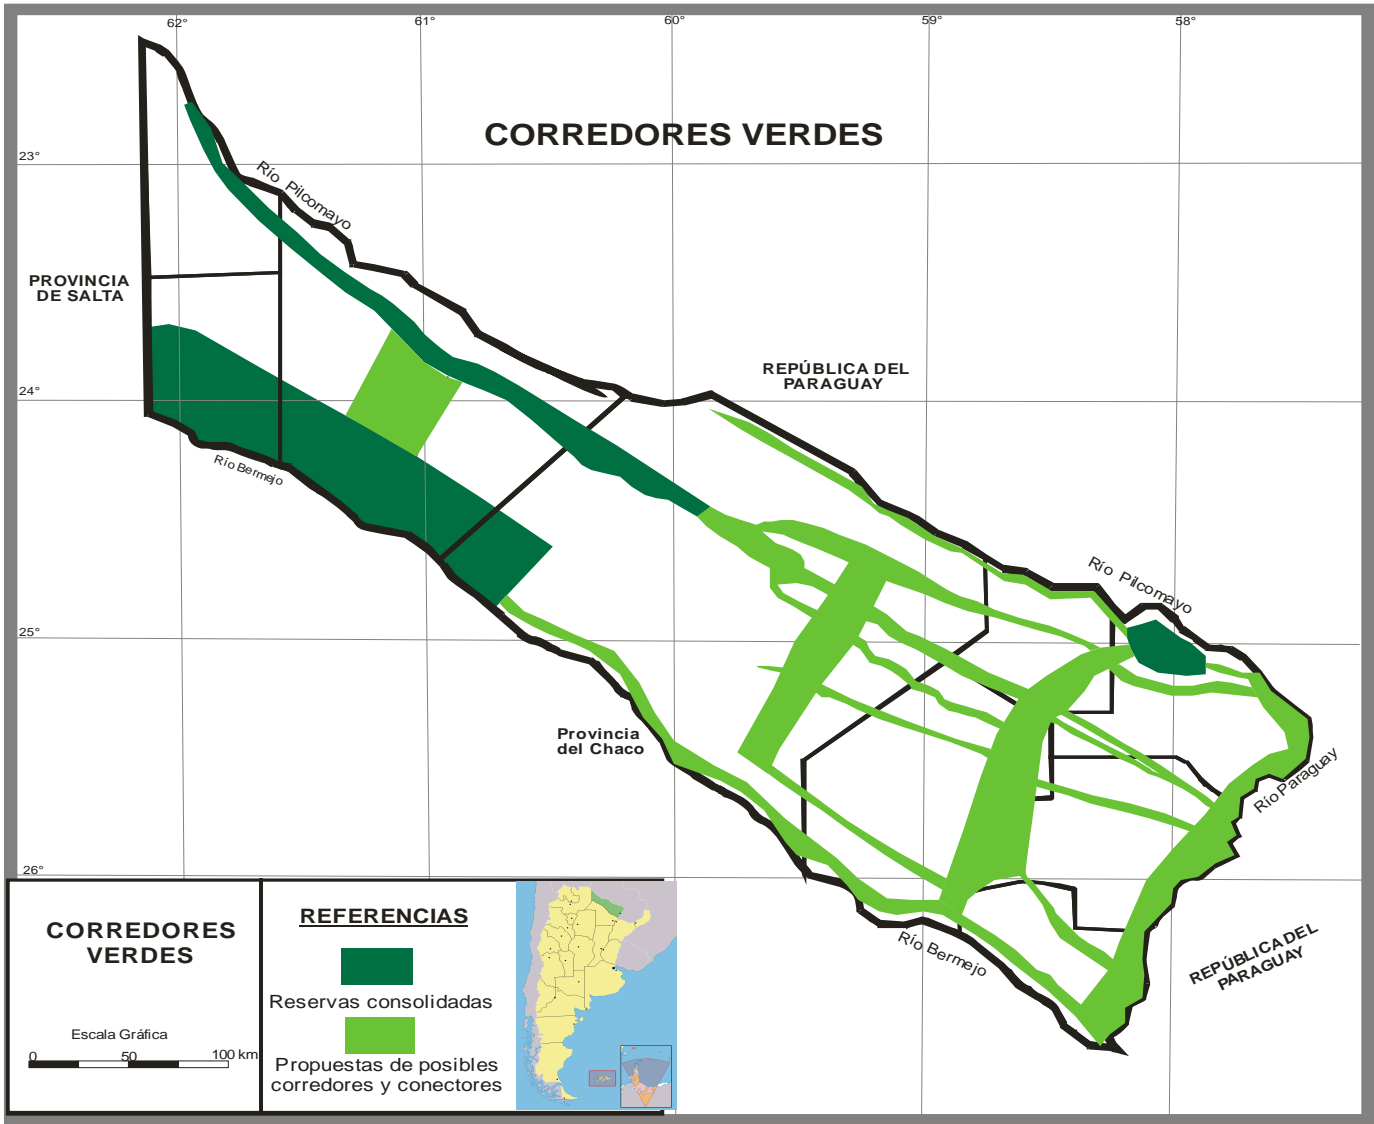 62°
61°
60°
59°
58°
CORREDORES VERDES
23°
Río Pilcomayo
PROVINCIA
DE SALTA
REPÚBLICA DEL
PARAGUAY
24°
Río Bermejo
Río Pilcomayo
25°
Provincia
del Chaco
Río Paraguay
26°
Río Bermejo
REPÚBLICA DEL
PARAGUAY
CORREDORES
VERDES
Escala Gráfica
0 50 100 km
REFERENCIAS
Reservas consolidadas
Propuestas de posibles
corredores y conectores